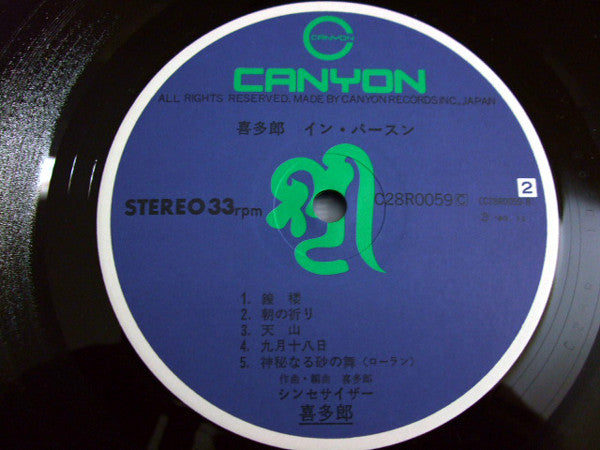 CANYON
CANYON
ALL RIGHTS RESERVED. MADE BY CANYON RECORDS INC., JAPAN
喜多郎 イン・パースン
2
STEREO 33rpm
C28R0059 Ⓒ
CC28R0059-B
1. 鐘楼
2. 朝の祈り
3. 天山
4. 九月十八日
5. 神秘なる砂の舞(ローラン)
作曲・編曲 喜多郎
シンセサイザー
喜多郎